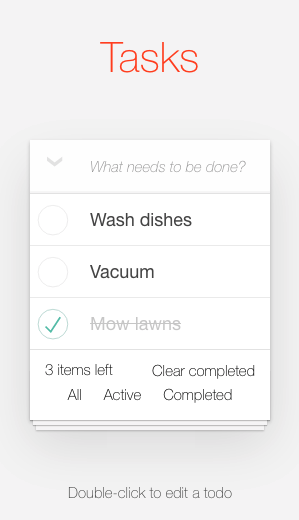 Tasks
What needs to be done?
Wash dishes
Vacuum
Mow lawns
3 items left Clear completed
All Active Completed
Double-click to edit a todo